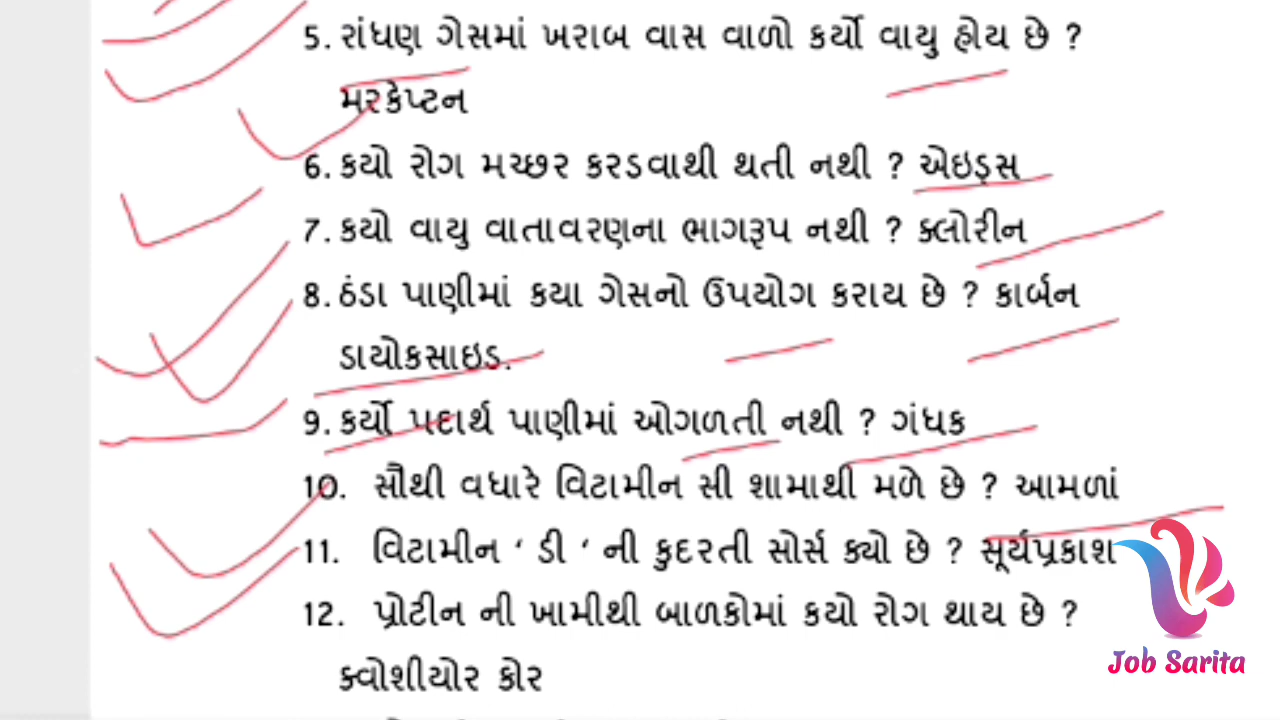 5. રાંધણ ગેસમાં ખરાબ વાસ વાળો કર્યો વાયુ હોય છે ?
મરકેપ્ટન
6. કયો રોગ મચ્છર કરડવાથી થતી નથી ? એઇડ્સ
7. કયો વાયુ વાતાવરણના ભાગરૂપ નથી ? ક્લોરીન
8. ઠંડા પાણીમાં કયા ગેસનો ઉપયોગ કરાય છે ? કાર્બન
ડાયોકસાઇડ.
9. કર્યો પદાર્થ પાણીમાં ઓગળતી નથી ? ગંધક
10. સૌથી વધારે વિટામીન સી શામાથી મળે છે ? આમળાં
11. વિટામીન ‘ ડી ‘ ની કુદરતી સોર્સ ક્યો છે ? સૂર્યપ્રકાશ
12. પ્રોટીન ની ખામીથી બાળકોમાં કયો રોગ થાય છે ?
ક્વોશીયોર કોર
Job Sarita